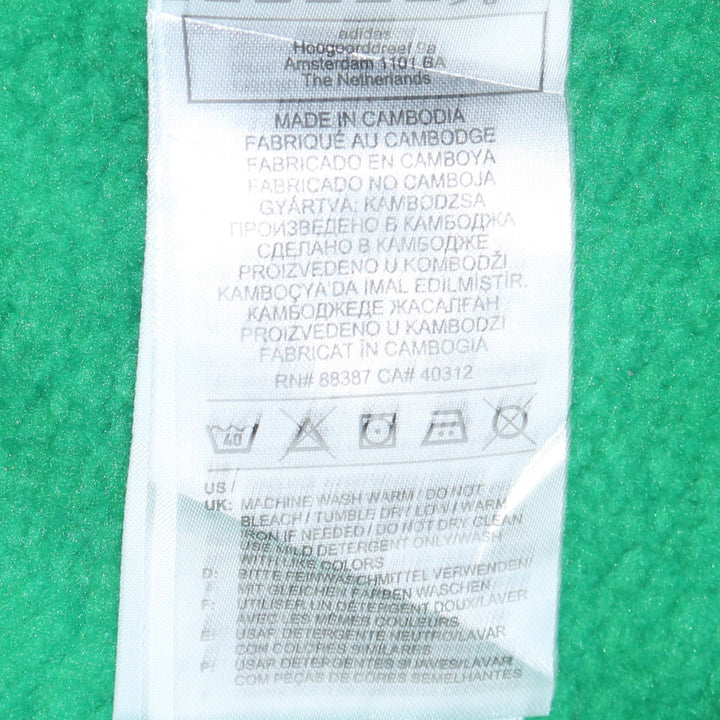 adidas
Hoogoorddreef 9a
Amsterdam 1101 BA
The Netherlands
MADE IN CAMBODIA
FABRIQUÉ AU CAMBODGE
FABRICADO EN CAMBOYA
FABRICADO NO CAMBOJA
GYÁRTVA: KAMBODZSA
ПРОИЗВЕДЕНО В КАМБОДЖА
СДЕЛАНО В КАМБОДЖЕ
PROIZVEDENO U KOMBODŽI
KAMBOÇYA'DA IMAL EDILMIŞTIR.
КАМБОДЖЕДЕ ЖАСАЛҒАН
PROIZVEDENO U KAMBODŽI
FABRICAT ÎN CAMBOGIA
RN# 88387 CA# 40312
40
US /
UK: MACHINE WASH WARM / DO NOT
BLEACH / TUMBLE DRY LOW / WARM
IRON IF NEEDED / DO NOT DRY CLEAN
USE MILD DETERGENT ONLY/WASH
WITH LIKE COLORS
D: BITTE FEINWASCHMITTEL VERWENDEN/
MIT GLEICHEN FARBEN WASCHEN
F: UTILISER UN DETERGENT DOUX/LAVER
AVEC LES MÊMES COULEURS
E: USAR DETERGENTE NEUTRO/LAVAR
CON COLORES SIMILARES
P: USAR DETERGENTES SUAVES/LAVAR
COM PEÇAS DE CORES SEMELHANTES